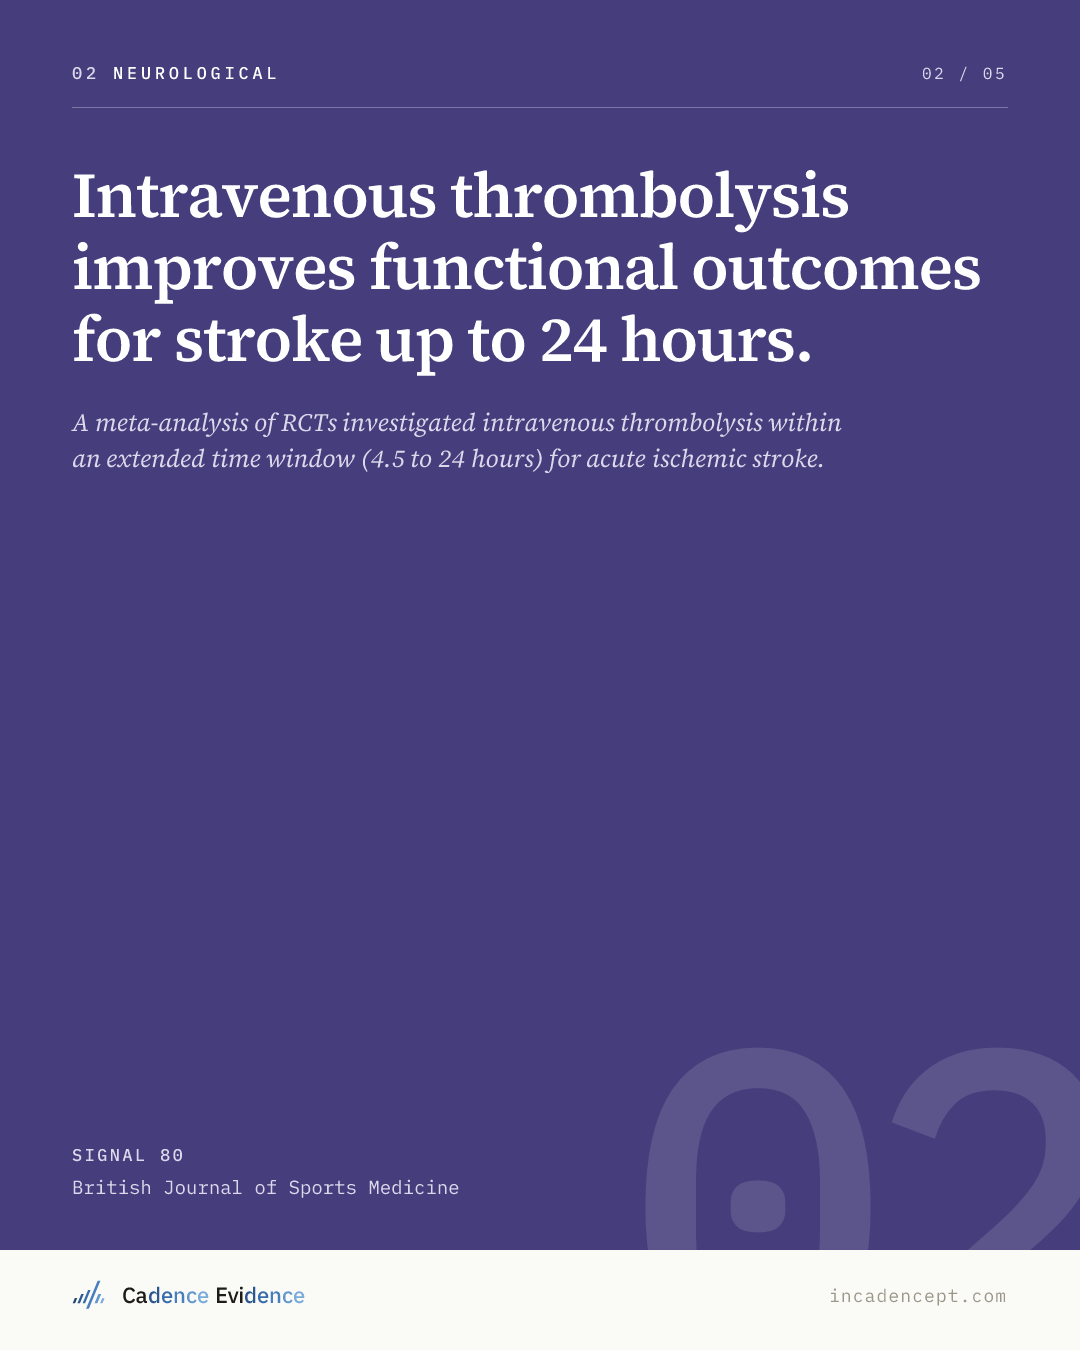 02 NEUROLOGICAL
02 / 05
Intravenous thrombolysis
improves functional outcomes
for stroke up to 24 hours.
A meta-analysis of RCTs investigated intravenous thrombolysis within
an extended time window (4.5 to 24 hours) for acute ischemic stroke.
02
SIGNAL 80
British Journal of Sports Medicine
Cadence Evidence
incadencept.com